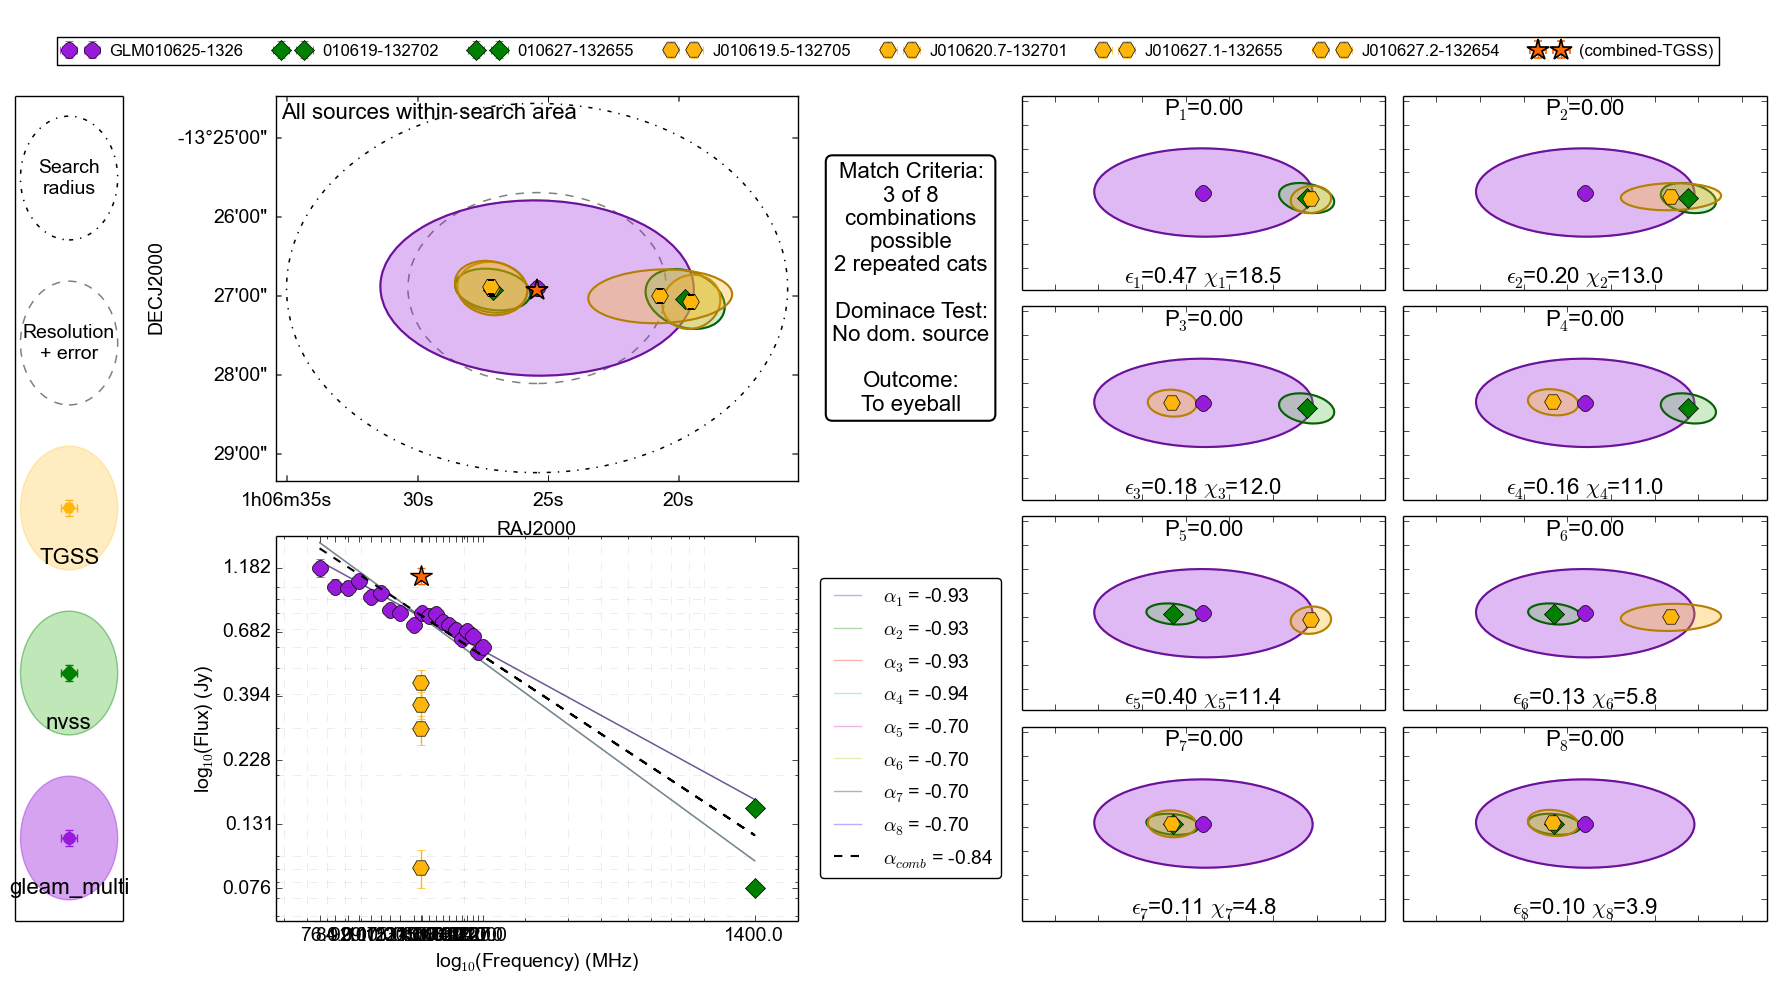 GLM010625-1326 010619-132702 010627-132655 J010619.5-132705 J010620.7-132701 J010627.1-132655 J010627.2-132654 (combined-TGSS)
Search
radius
Resolution
+ error
TGSS
nvss
gleam_multi
All sources within search area
DECJ2000
-13°25'00"
26'00"
27'00"
28'00"
29'00"
1h06m35s 30s 25s 20s
RAJ2000
Match Criteria:
3 of 8
combinations
possible
2 repeated cats
Dominace Test:
No dom. source
Outcome:
To eyeball
log10(Flux) (Jy)
1.182
0.682
0.394
0.228
0.131
0.076
1400.0
log10(Frequency) (MHz)
α1 = -0.93
α2 = -0.93
α3 = -0.93
α4 = -0.94
α5 = -0.70
α6 = -0.70
α7 = -0.70
α8 = -0.70
αcomb = -0.84
P1=0.00
ϵ1=0.47 χ1=18.5
P2=0.00
ϵ2=0.20 χ2=13.0
P3=0.00
ϵ3=0.18 χ3=12.0
P4=0.00
ϵ4=0.16 χ4=11.0
P5=0.00
ϵ5=0.40 χ5=11.4
P6=0.00
ϵ6=0.13 χ6=5.8
P7=0.00
ϵ7=0.11 χ7=4.8
P8=0.00
ϵ8=0.10 χ8=3.9